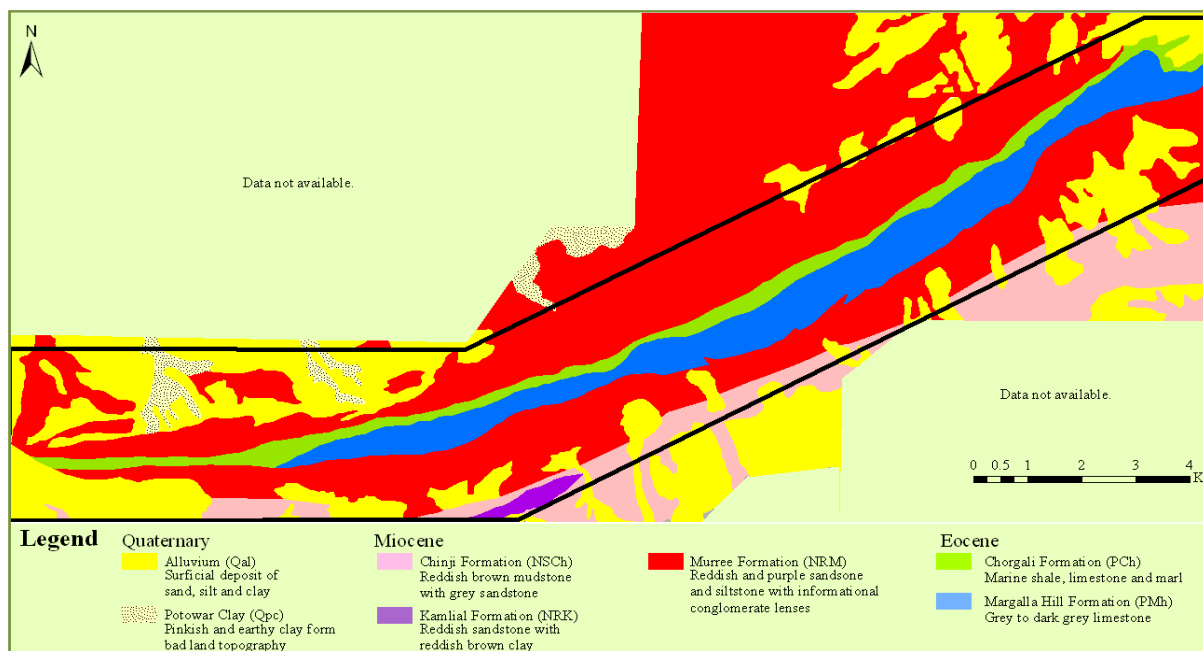 N
Data not available.
Data not available.
0 0.5 1 2 3 4
K
Legend
Quaternary
Alluvium (Qal)
Surficial deposit of
sand, silt and clay
Potowar Clay (Qpc)
Pinkish and earthy clay form
bad land topography
Miocene
Chinji Formation (NSCh)
Reddish brown mudstone
with grey sandstone
Kamlial Formation (NRK)
Reddish sandstone with
reddish brown clay
Murree Formation (NRM)
Reddish and purple sandsone
and siltstone with informational
conglomerate lenses
Eocene
Chorgali Formation (PCh)
Marine shale, limestone and marl
Margalla Hill Formation (PMh)
Grey to dark grey limestone